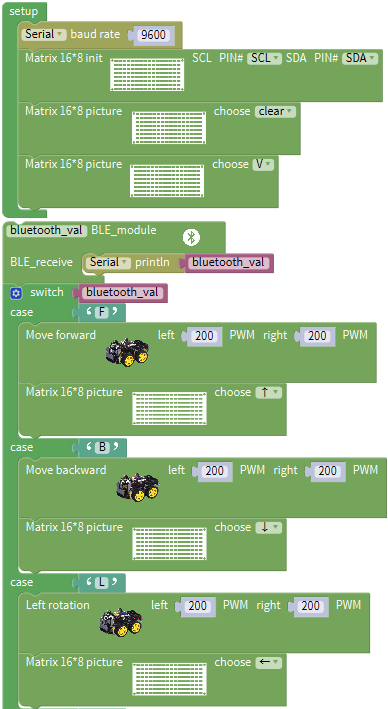 setup
Serial baud rate 9600
Matrix 16*8 init SCL PIN# SCL SDA PIN# SDA
Matrix 16*8 picture choose clear
Matrix 16*8 picture choose V
bluetooth_val BLE_module
BLE_receive Serial println bluetooth_val
switch bluetooth_val
case “ F ”
Move forward left 200 PWM right 200 PWM
Matrix 16*8 picture choose ↑
case “ B ”
Move backward left 200 PWM right 200 PWM
Matrix 16*8 picture choose ↓
case “ L ”
Left rotation left 200 PWM right 200 PWM
Matrix 16*8 picture choose ←